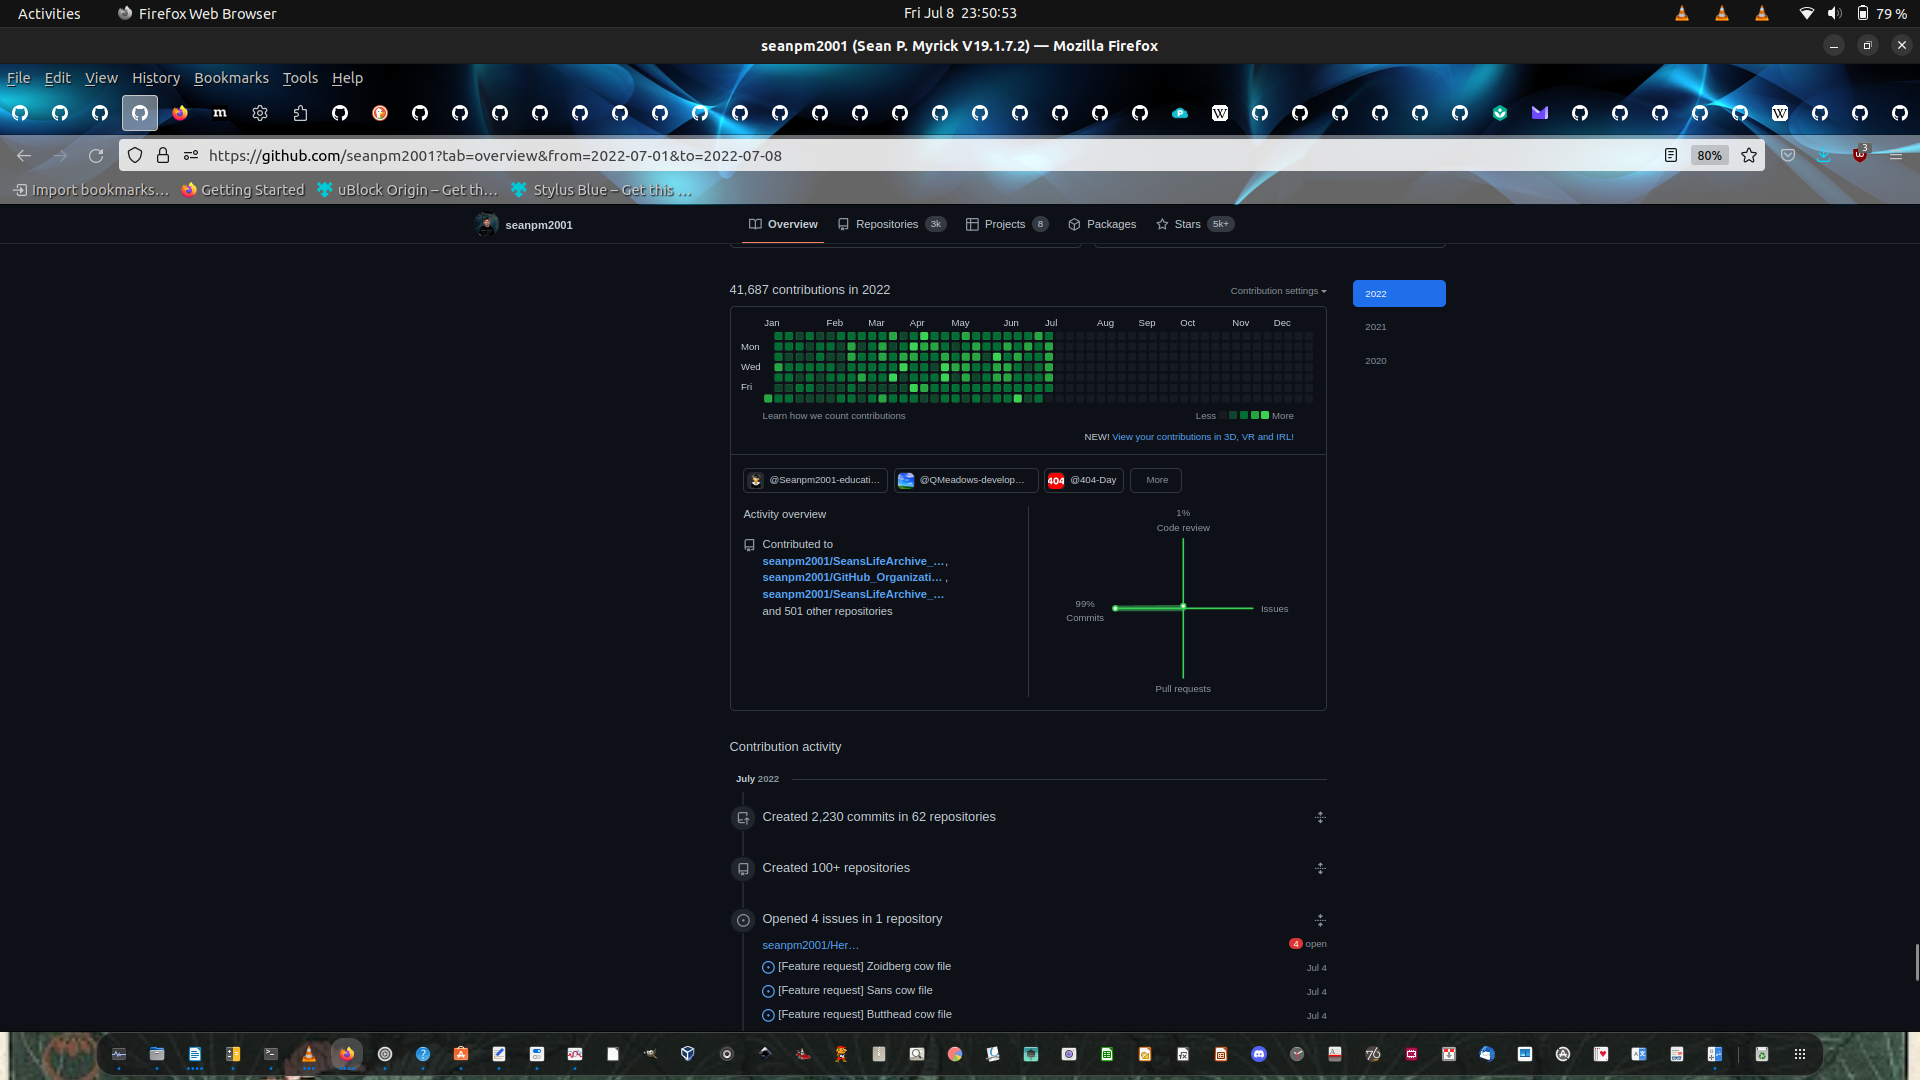 Activities
Firefox Web Browser
Fri Jul 8 23:50:53
79 %
seanpm2001 (Sean P. Myrick V19.1.7.2) — Mozilla Firefox
File Edit View History Bookmarks Tools Help
https://github.com/seanpm2001?tab=overview&from=2022-07-01&to=2022-07-08
80%
3
Import bookmarks…
Getting Started
uBlock Origin – Get th…
Stylus Blue – Get this …
seanpm2001
Overview
Repositories 3k
Projects 8
Packages
Stars 5k+
41,687 contributions in 2022
Contribution settings
2022
2021
2020
Jan Feb Mar Apr May Jun Jul Aug Sep Oct Nov Dec
Mon
Wed
Fri
Learn how we count contributions
Less More
NEW! View your contributions in 3D, VR and IRL!
@Seanpm2001-educati…
@QMeadows-develop…
404 @404-Day
More
Activity overview
Contributed to
seanpm2001/SeansLifeArchive_…,
seanpm2001/GitHub_Organizati… ,
seanpm2001/SeansLifeArchive_…
and 501 other repositories
1%
Code review
99%
Commits
Issues
Pull requests
Contribution activity
July 2022
Created 2,230 commits in 62 repositories
Created 100+ repositories
Opened 4 issues in 1 repository
seanpm2001/Her…
4 open
[Feature request] Zoidberg cow file
Jul 4
[Feature request] Sans cow file
Jul 4
[Feature request] Butthead cow file
Jul 4